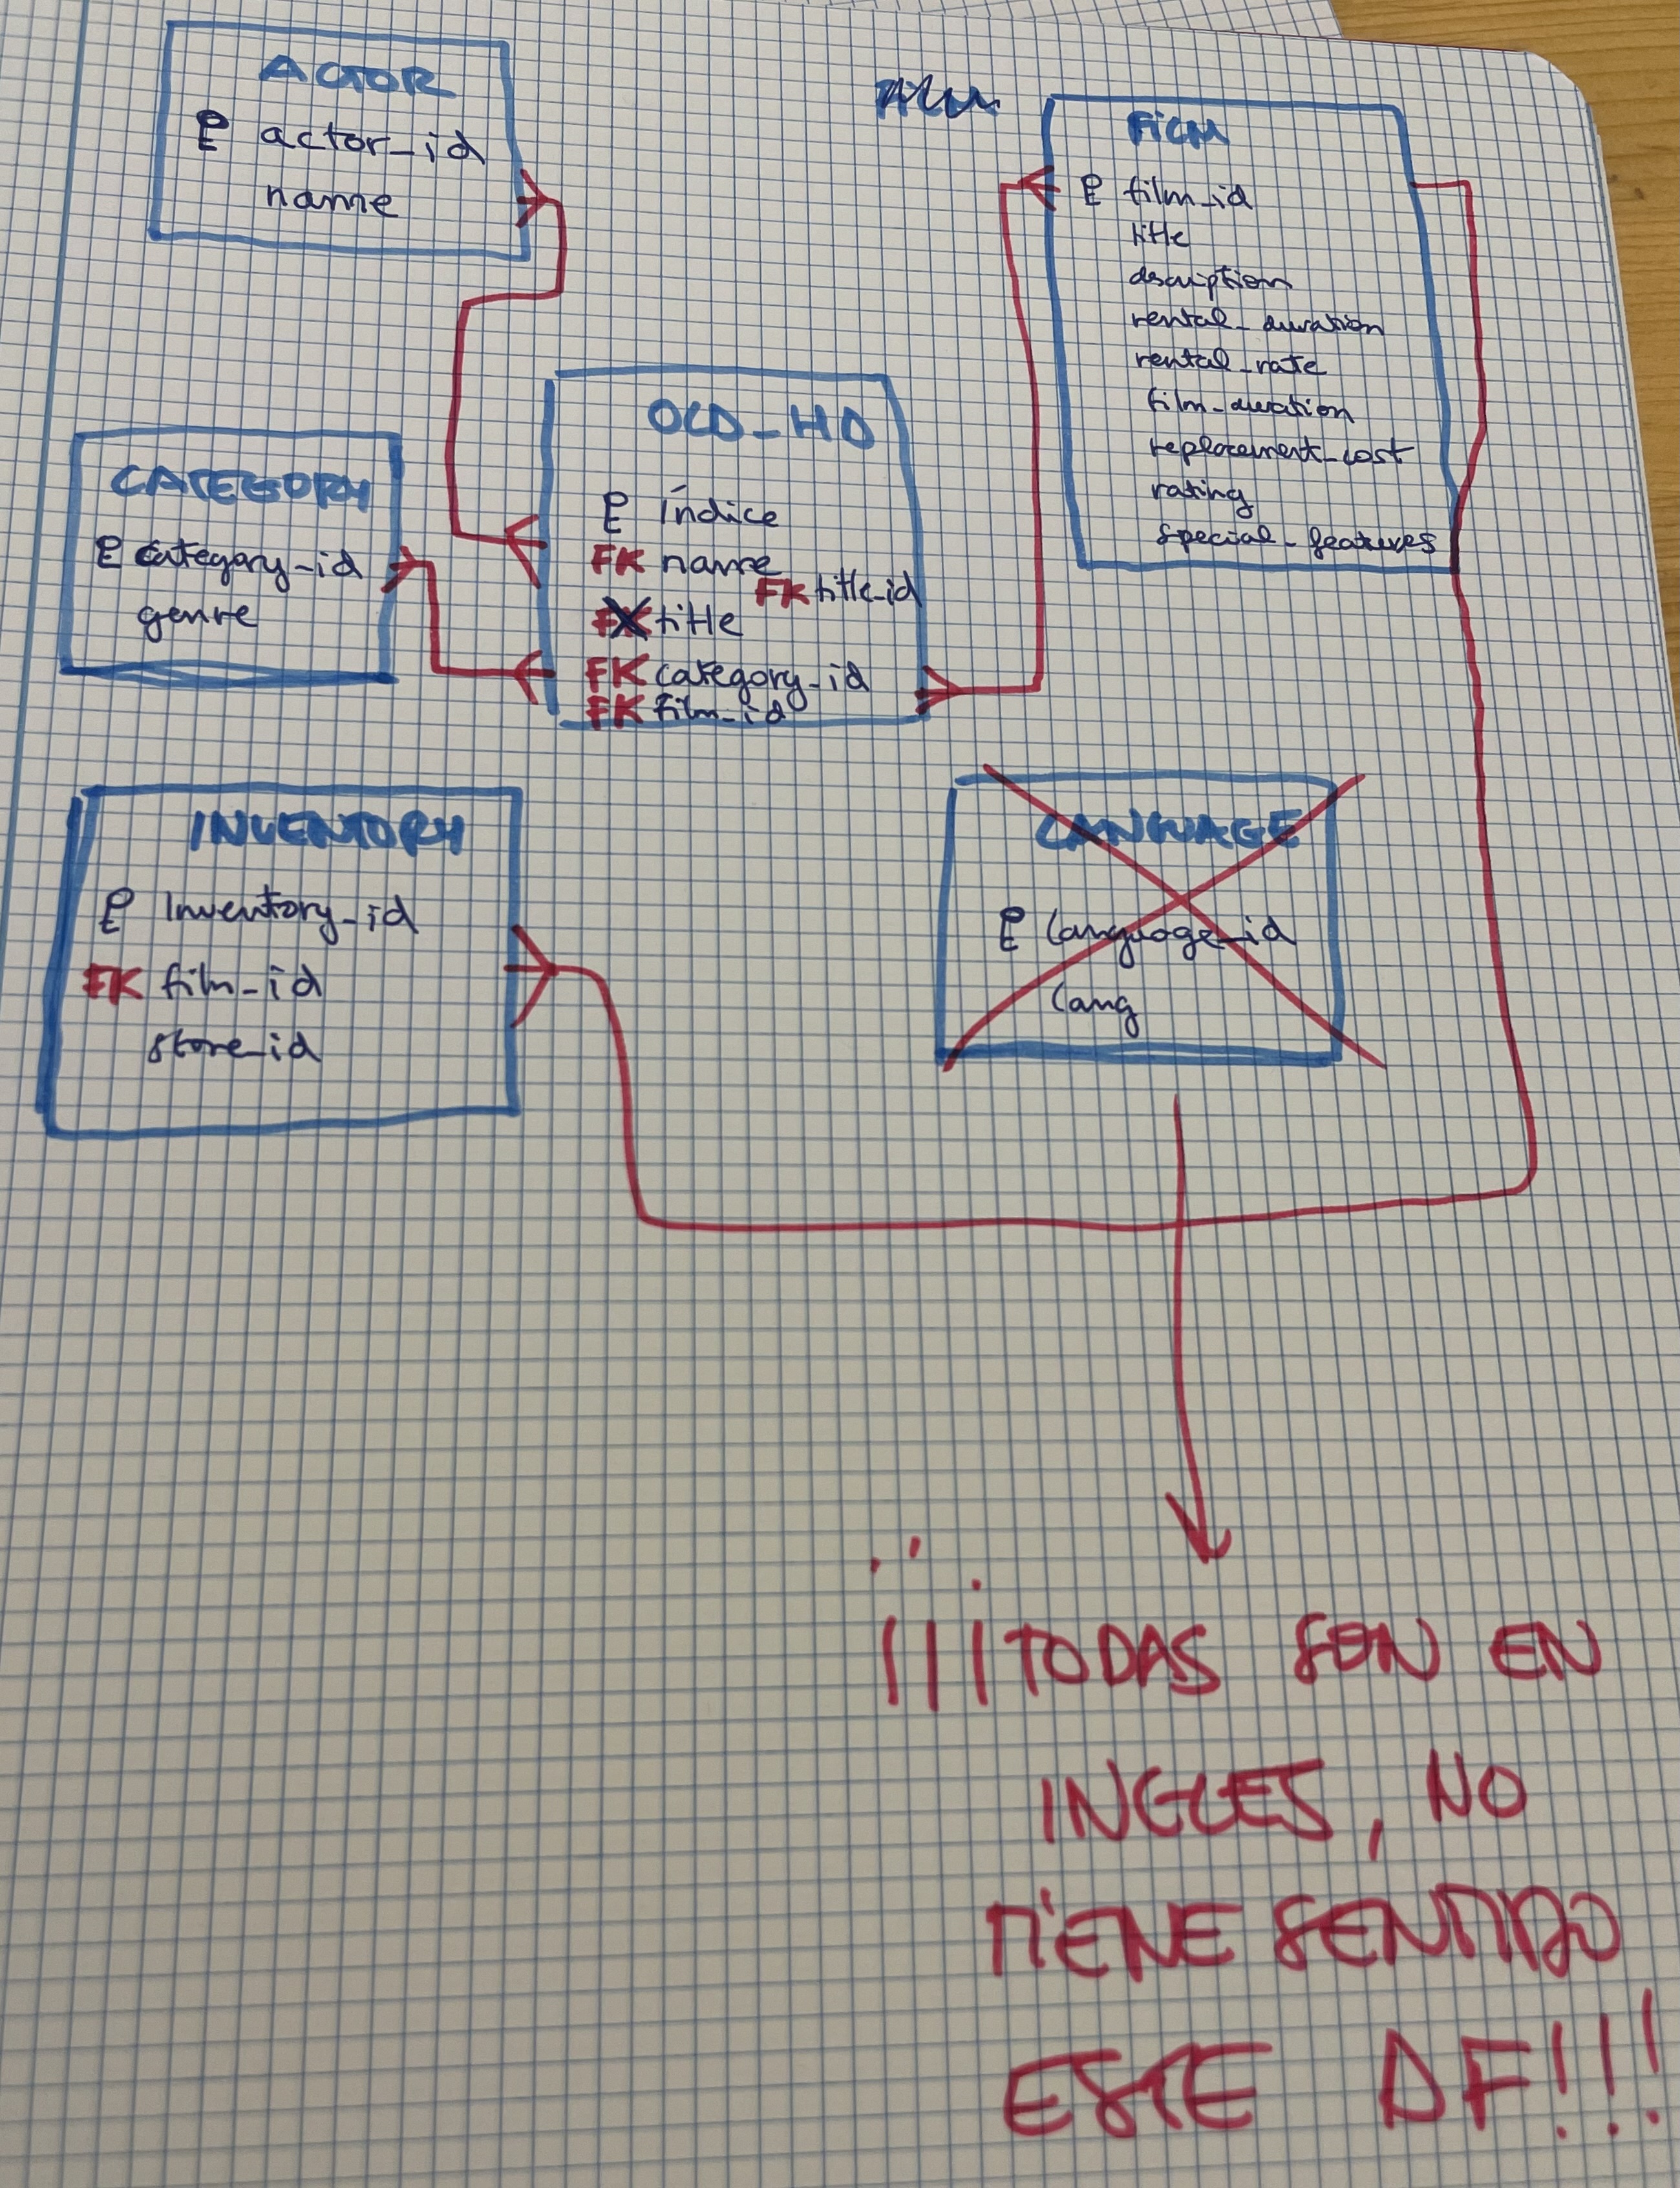 ACTOR
actor_id
name
FILM
film_id
title
description
rental_duration
rental_rate
film_duration
replacement_cost
rating
special_features
OLD_HD
índice
FK name
FK title_id
FK title
FK category_id
FK film_id
CATEGORY
category_id
genre
INVENTORY
Inventory_id
FK film_id
store_id
LANGUAGE
language_id
lang
¡¡¡TODAS SON EN
INGLES, NO
TIENE SENTIDO
ESTE DF!!!